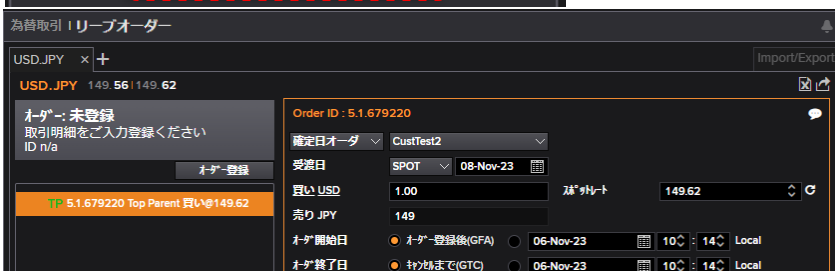 為替取引 | リーブオーダー
USD.JPY × + Import/Export
USD.JPY 149. 56 | 149. 62
ｵｰﾀﾞｰ: 未登録
取引明細をご入力登録ください
ID n/a
ｵｰﾀﾞｰ登録
TP 5.1.679220 Top Parent 買い@149.62
Order ID : 5.1.679220
確定日オーダ CustTest2
受渡日 SPOT 08-Nov-23
買い USD 1.00 ｽﾎﾟｯﾄﾚｰﾄ 149.62
売り JPY 149
ｵｰﾀﾞ開始日 ｵｰﾀﾞｰ登録後(GFA) 06-Nov-23 10 : 14 Local
ｵｰﾀﾞ終了日 ｷｬﾝｾﾙまで(GTC) 06-Nov-23 10 : 14 Local